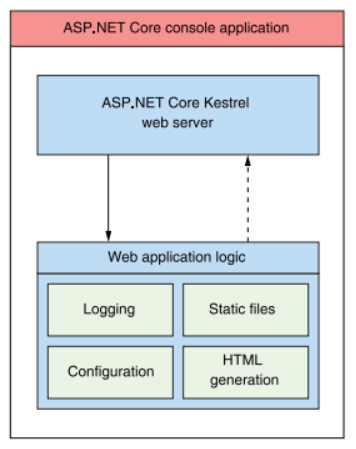 ASP.NET Core console application
ASP.NET Core Kestrel
web server
Web application logic
Logging
Static files
Configuration
HTML
generation